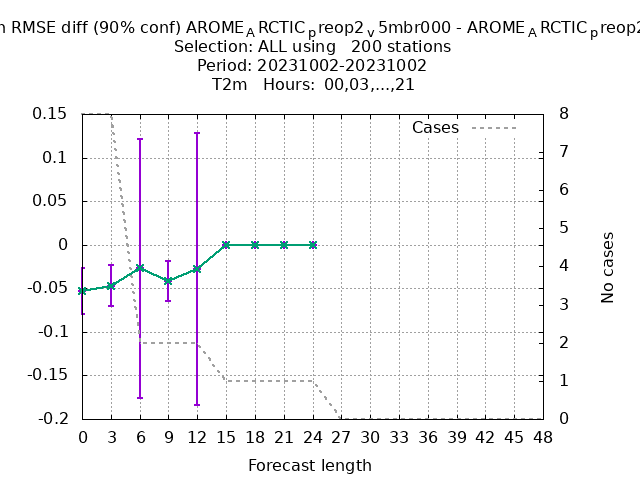 n RMSE diff (90% conf) AROME_ARCTIC_preop2_v5mbr000 - AROME_ARCTIC_preop2
Selection: ALL using   200 stations
Period: 20231002-20231002
T2m   Hours:  00,03,...,21
Cases
0.15
0.1
0.05
0
-0.05
-0.1
-0.15
-0.2
8
7
6
5
4
3
2
1
0
No cases
0 3 6 9 12 15 18 21 24 27 30 33 36 39 42 45 48
Forecast length